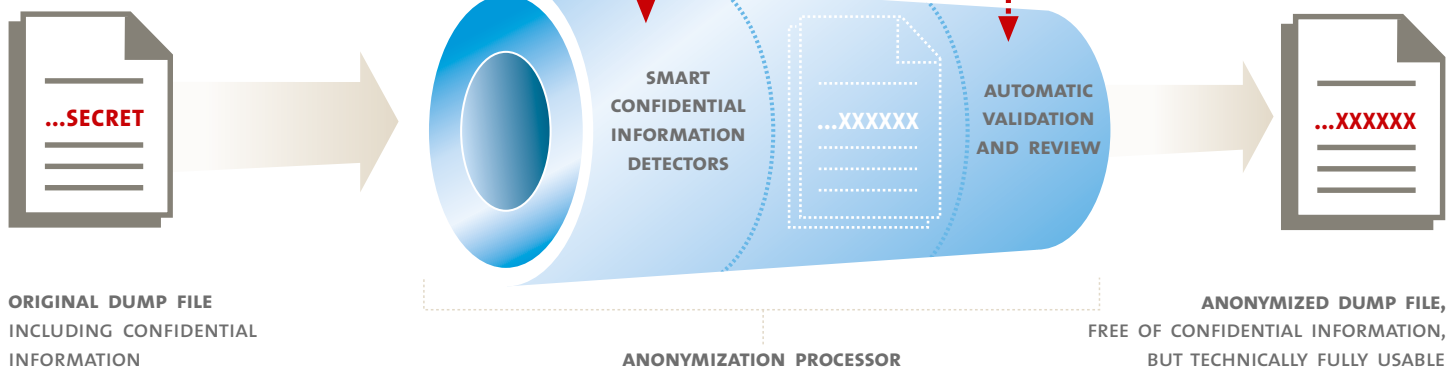 ...SECRET
SMART
CONFIDENTIAL
INFORMATION
DETECTORS
...XXXXXX
AUTOMATIC
VALIDATION
AND REVIEW
...XXXXXX
ORIGINAL DUMP FILE
INCLUDING CONFIDENTIAL
INFORMATION
ANONYMIZATION PROCESSOR
ANONYMIZED DUMP FILE,
FREE OF CONFIDENTIAL INFORMATION,
BUT TECHNICALLY FULLY USABLE